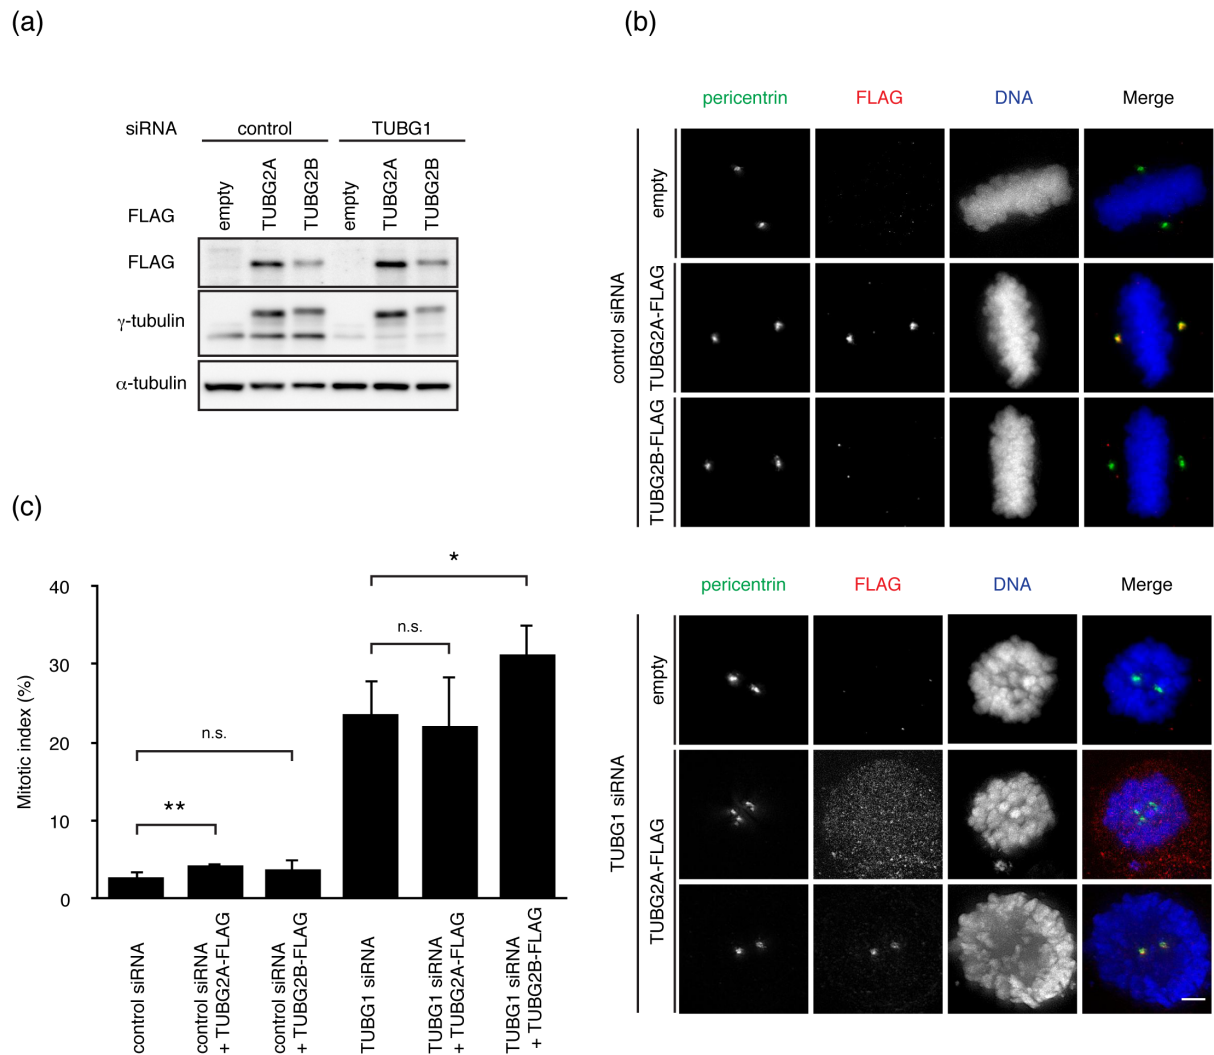 (a)
siRNA control TUBG1
FLAG empty TUBG2A TUBG2B empty TUBG2A TUBG2B
FLAG
γ-tubulin
α-tubulin
(b)
pericentrin FLAG DNA Merge
control siRNA
empty
TUBG2A-FLAG
TUBG2B-FLAG
pericentrin FLAG DNA Merge
TUBG1 siRNA
empty
TUBG2A-FLAG
(c)
Mitotic index (%)
40
30
20
10
0
**
n.s.
n.s.
*
control siRNA
control siRNA
+ TUBG2A-FLAG
control siRNA
+ TUBG2B-FLAG
TUBG1 siRNA
TUBG1 siRNA
+ TUBG2A-FLAG
TUBG1 siRNA
+ TUBG2B-FLAG